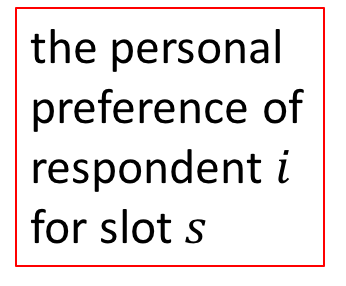 the personal
preference of
respondent i
for slot s